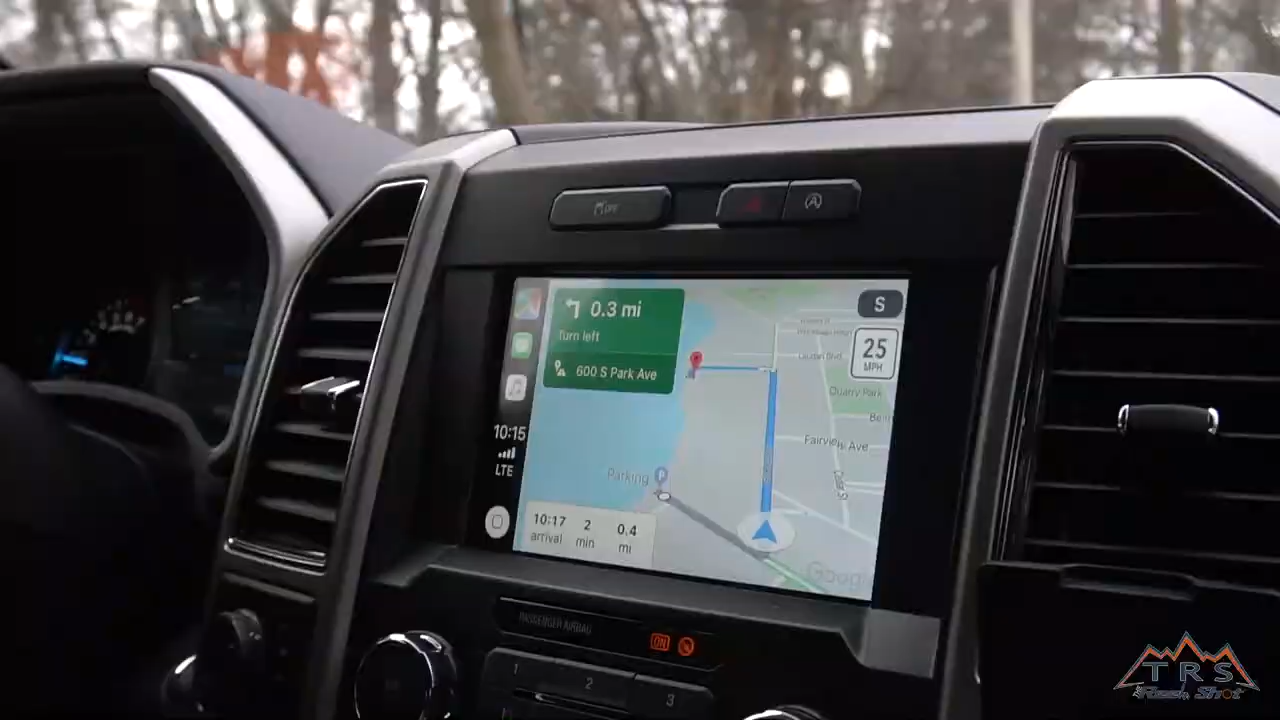 OFF
0.3 mi
Turn left
600 S Park Ave
S
25
MPH
Quarry Park
Fairview Ave
10:15
LTE
Parking
P
10:17 2 0.4
arrival min mi
PASSENGER AIRBAG
ON
1 2 3
TRS